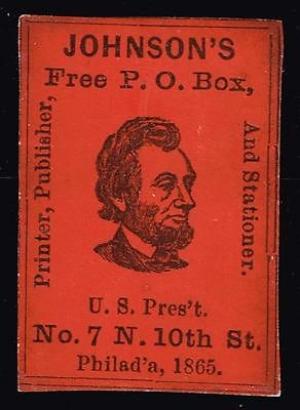 JOHNSON'S
Free P. O. Box,
Printer, Publisher,
And Stationer.
U. S. Pres't.
No. 7 N. 10th St.
Philad'a, 1865.